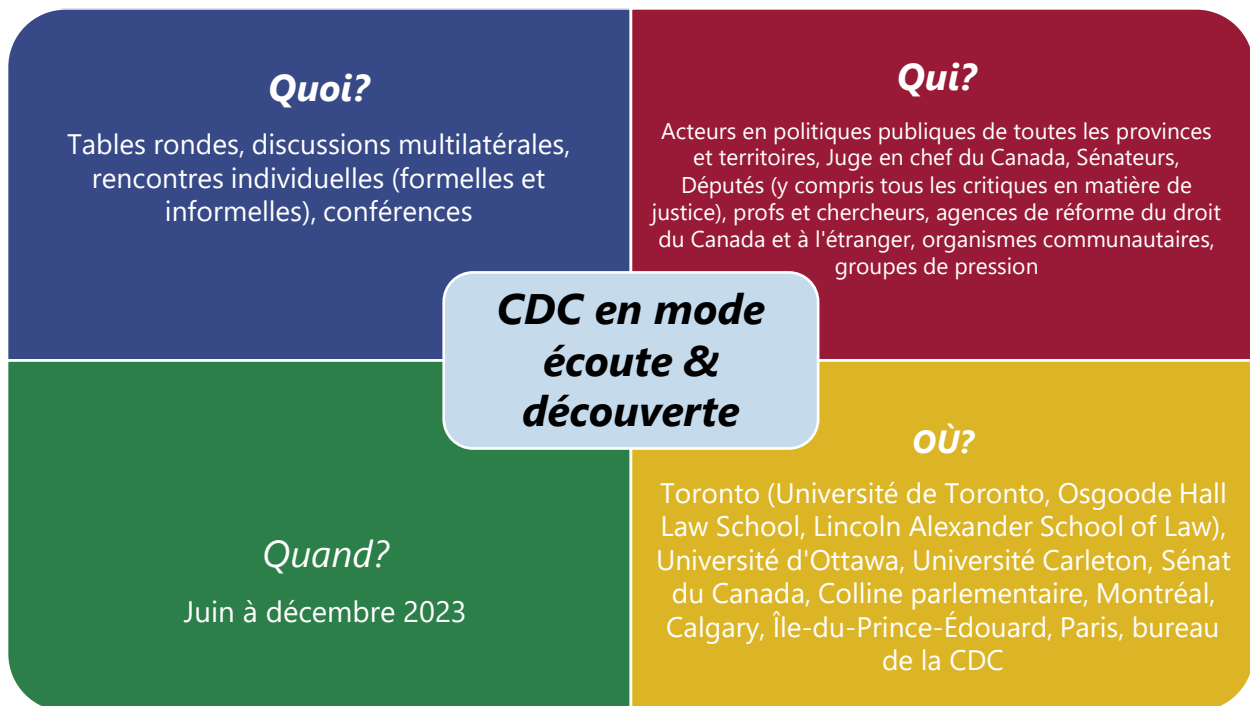 Quoi?
Tables rondes, discussions multilatérales,
rencontres individuelles (formelles et
informelles), conférences
Qui?
Acteurs en politiques publiques de toutes les provinces
et territoires, Juge en chef du Canada, Sénateurs,
Députés (y compris tous les critiques en matière de
justice), profs et chercheurs, agences de réforme du droit
du Canada et à l'étranger, organismes communautaires,
groupes de pression
CDC en mode
écoute &
découverte
Quand?
Juin à décembre 2023
OÙ?
Toronto (Université de Toronto, Osgoode Hall
Law School, Lincoln Alexander School of Law),
Université d'Ottawa, Université Carleton, Sénat
du Canada, Colline parlementaire, Montréal,
Calgary, Île-du-Prince-Édouard, Paris, bureau
de la CDC